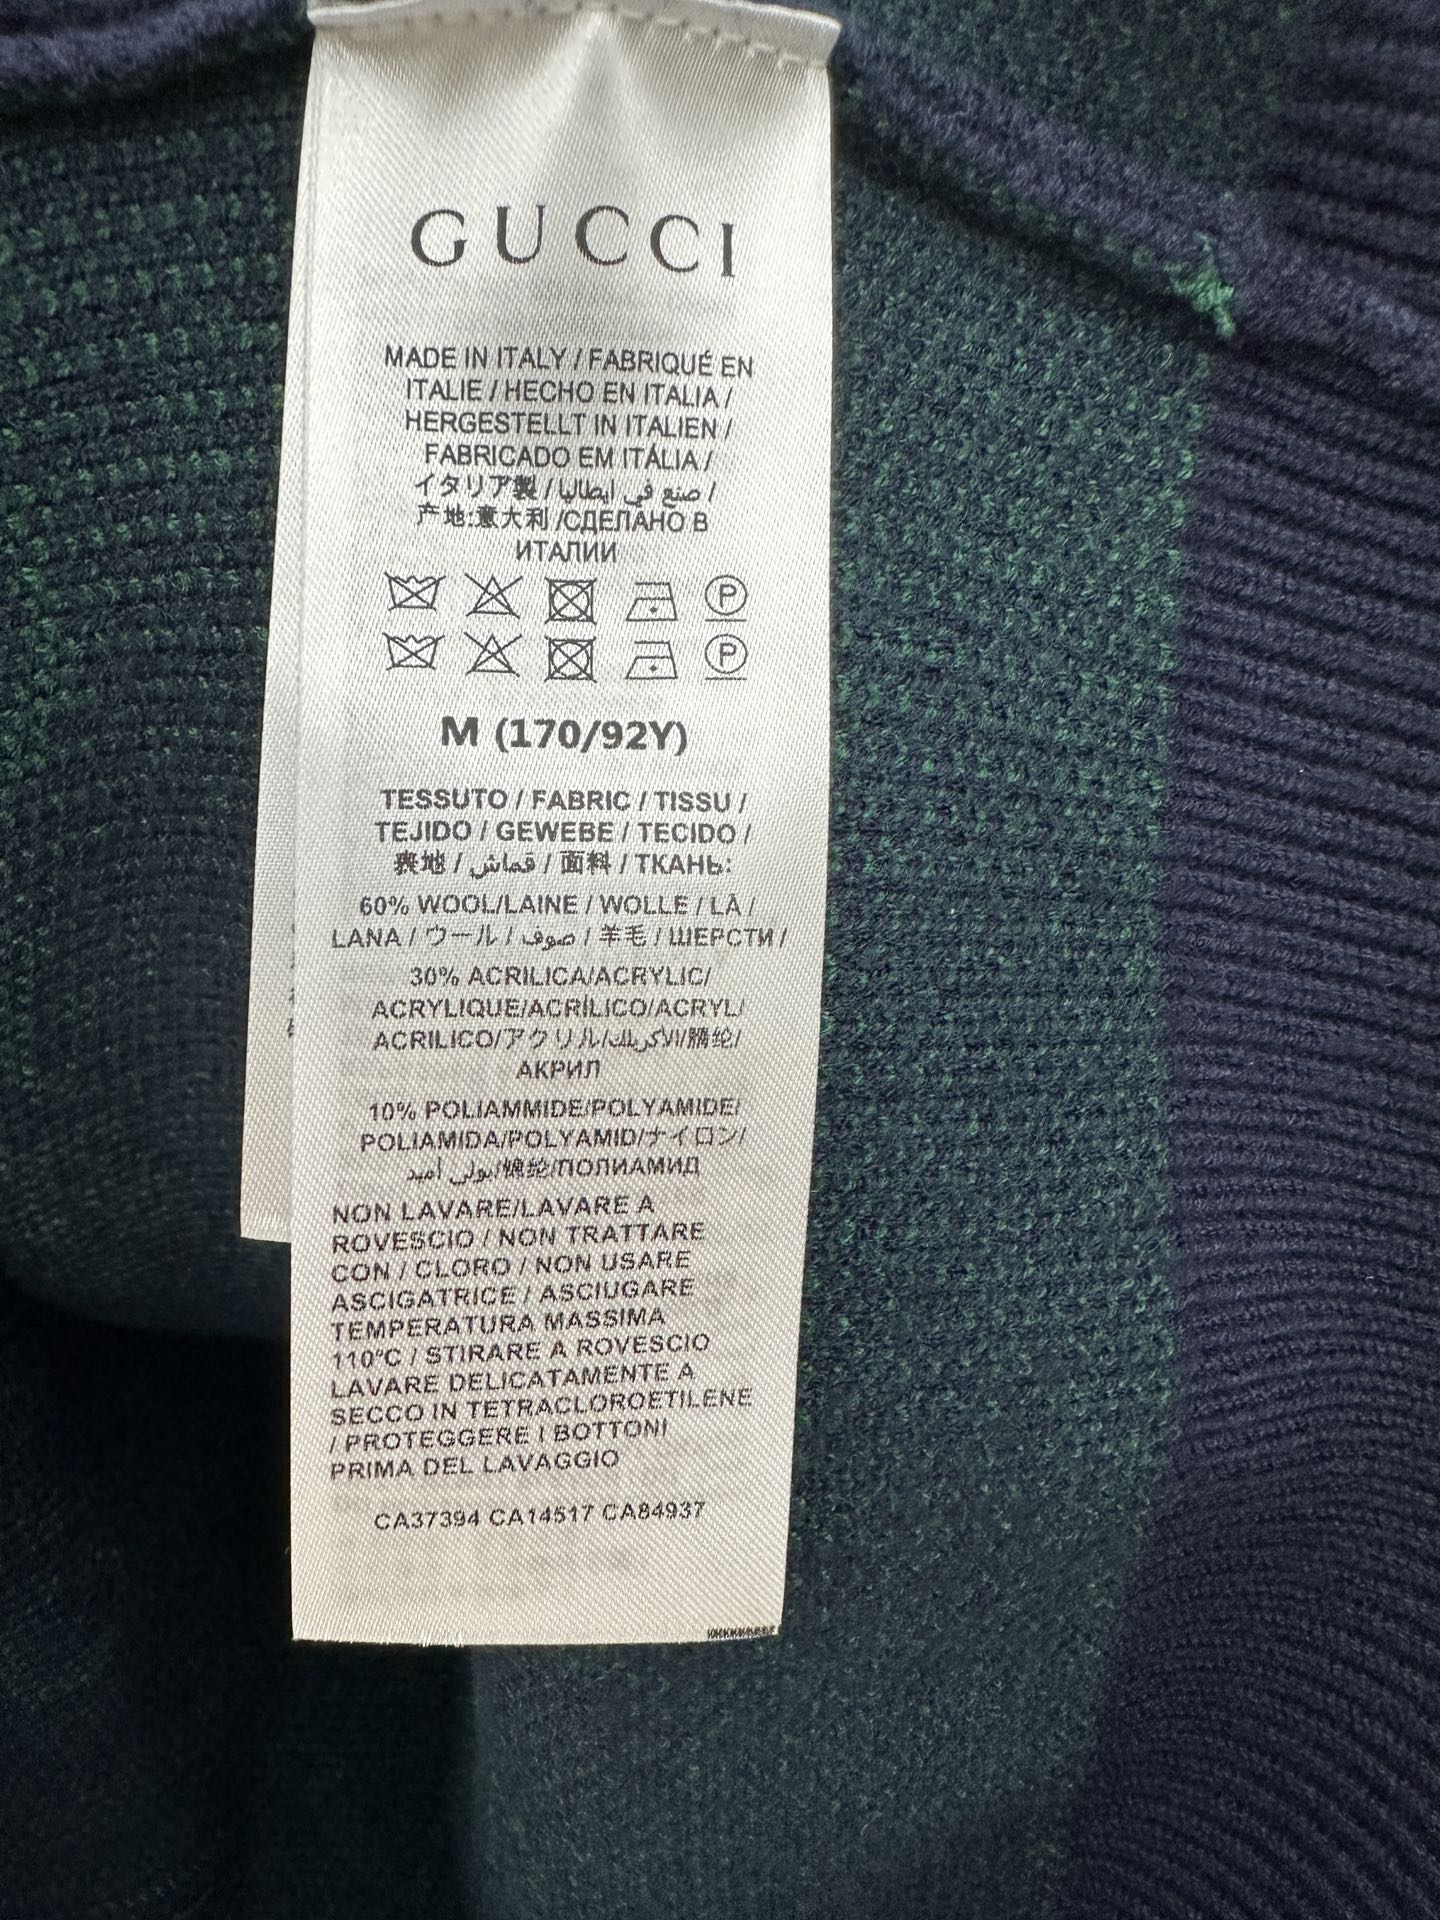 GUCCI
MADE IN ITALY / FABRIQUÉ EN
ITALIE / HECHO EN ITALIA /
HERGESTELLT IN ITALIEN /
FABRICADO EM ITÁLIA /
イタリア製 / صنع في ايطاليا /
产地:意大利 /СДЕЛАНО В
ИТАЛИИ
P
P
M (170/92Y)
TESSUTO / FABRIC / TISSU /
TEJIDO / GEWEBE / TECIDO /
表地 / قماش / 面料 / ТКАНЬ:
60% WOOL/LAINE / WOLLE / LÃ /
LANA / ウール / صوف / 羊毛 / ШЕРСТИ /
30% ACRILICA/ACRYLIC/
ACRYLIQUE/ACRÍLICO/ACRYL/
ACRILICO/アクリル/الاكريلك/腈纶/
АКРИЛ
10% POLIAMMIDE/POLYAMIDE/
POLIAMIDA/POLYAMID/ナイロン/
بولي أميد/锦纶/ПОЛИАМИД
NON LAVARE/LAVARE A
ROVESCIO / NON TRATTARE
CON / CLORO / NON USARE
ASCIGATRICE / ASCIUGARE
TEMPERATURA MASSIMA
110°C / STIRARE A ROVESCIO
LAVARE DELICATAMENTE A
SECCO IN TETRACLOROETILENE
/ PROTEGGERE I BOTTONI
PRIMA DEL LAVAGGIO
CA37394 CA14517 CA84937